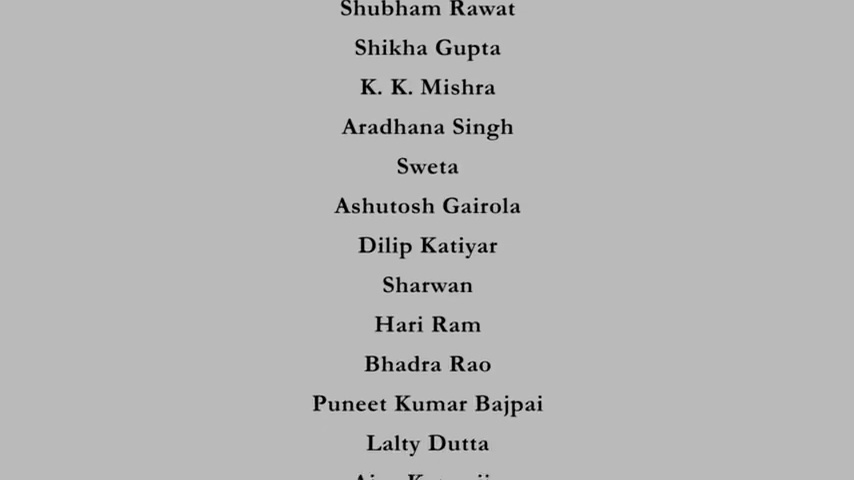 Shubham Rawat
Shikha Gupta
K. K. Mishra
Aradhana Singh
Sweta
Ashutosh Gairola
Dilip Katiyar
Sharwan
Hari Ram
Bhadra Rao
Puneet Kumar Bajpai
Lalty Dutta